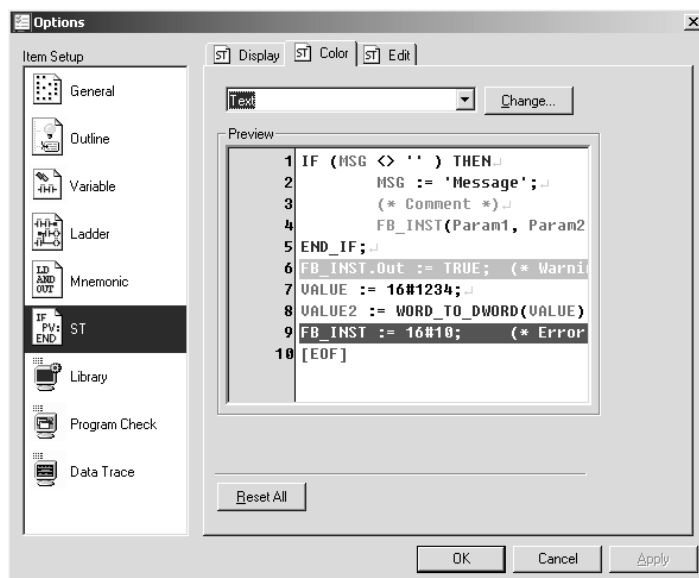 Options
Item Setup
General
Outline
Variable
Ladder
LD
AND
OUT
Mnemonic
IF
PV:
END
ST
Library
Program Check
Data Trace
ST Display
ST Color
ST Edit
Text
Change...
Preview
1 IF (MSG <> '' ) THEN↵
2 MSG := 'Message';↵
3 (* Comment *)↵
4 FB_INST(Param1, Param2
5 END_IF;↵
6 FB_INST.Out := TRUE; (* Warni
7 VALUE := 16#1234;↵
8 VALUE2 := WORD_TO_DWORD(VALUE)
9 FB_INST := 16#10; (* Error
10 [EOF]
Reset All
OK
Cancel
Apply